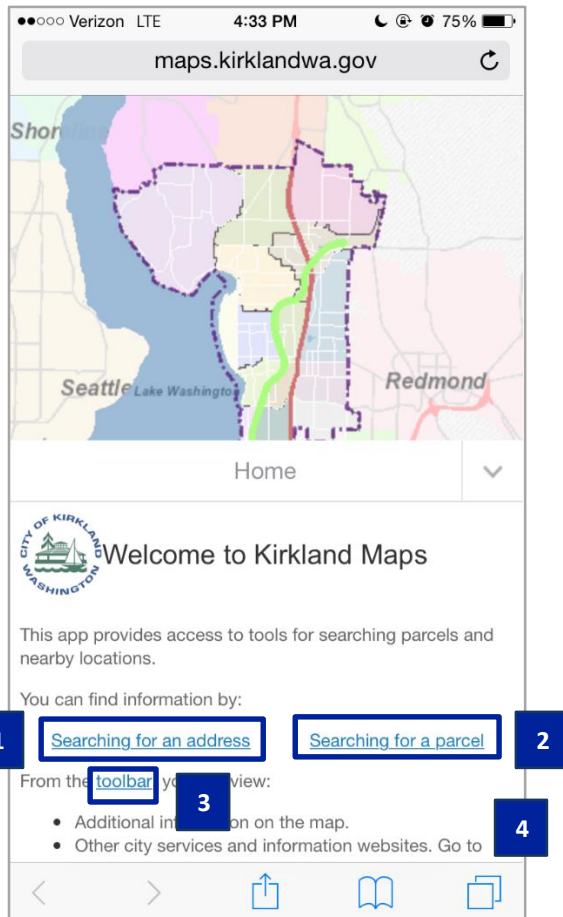 ●●○○○ Verizon LTE 4:33 PM 75%
maps.kirklandwa.gov
Shoreline
Seattle Lake Washington Redmond
Home
CITY OF KIRKLAND WASHINGTON
Welcome to Kirkland Maps
This app provides access to tools for searching parcels and
nearby locations.
You can find information by:
1 Searching for an address Searching for a parcel 2
From the toolbar view:
3
• Additional on on the map.
4
• Other city services and information websites. Go to